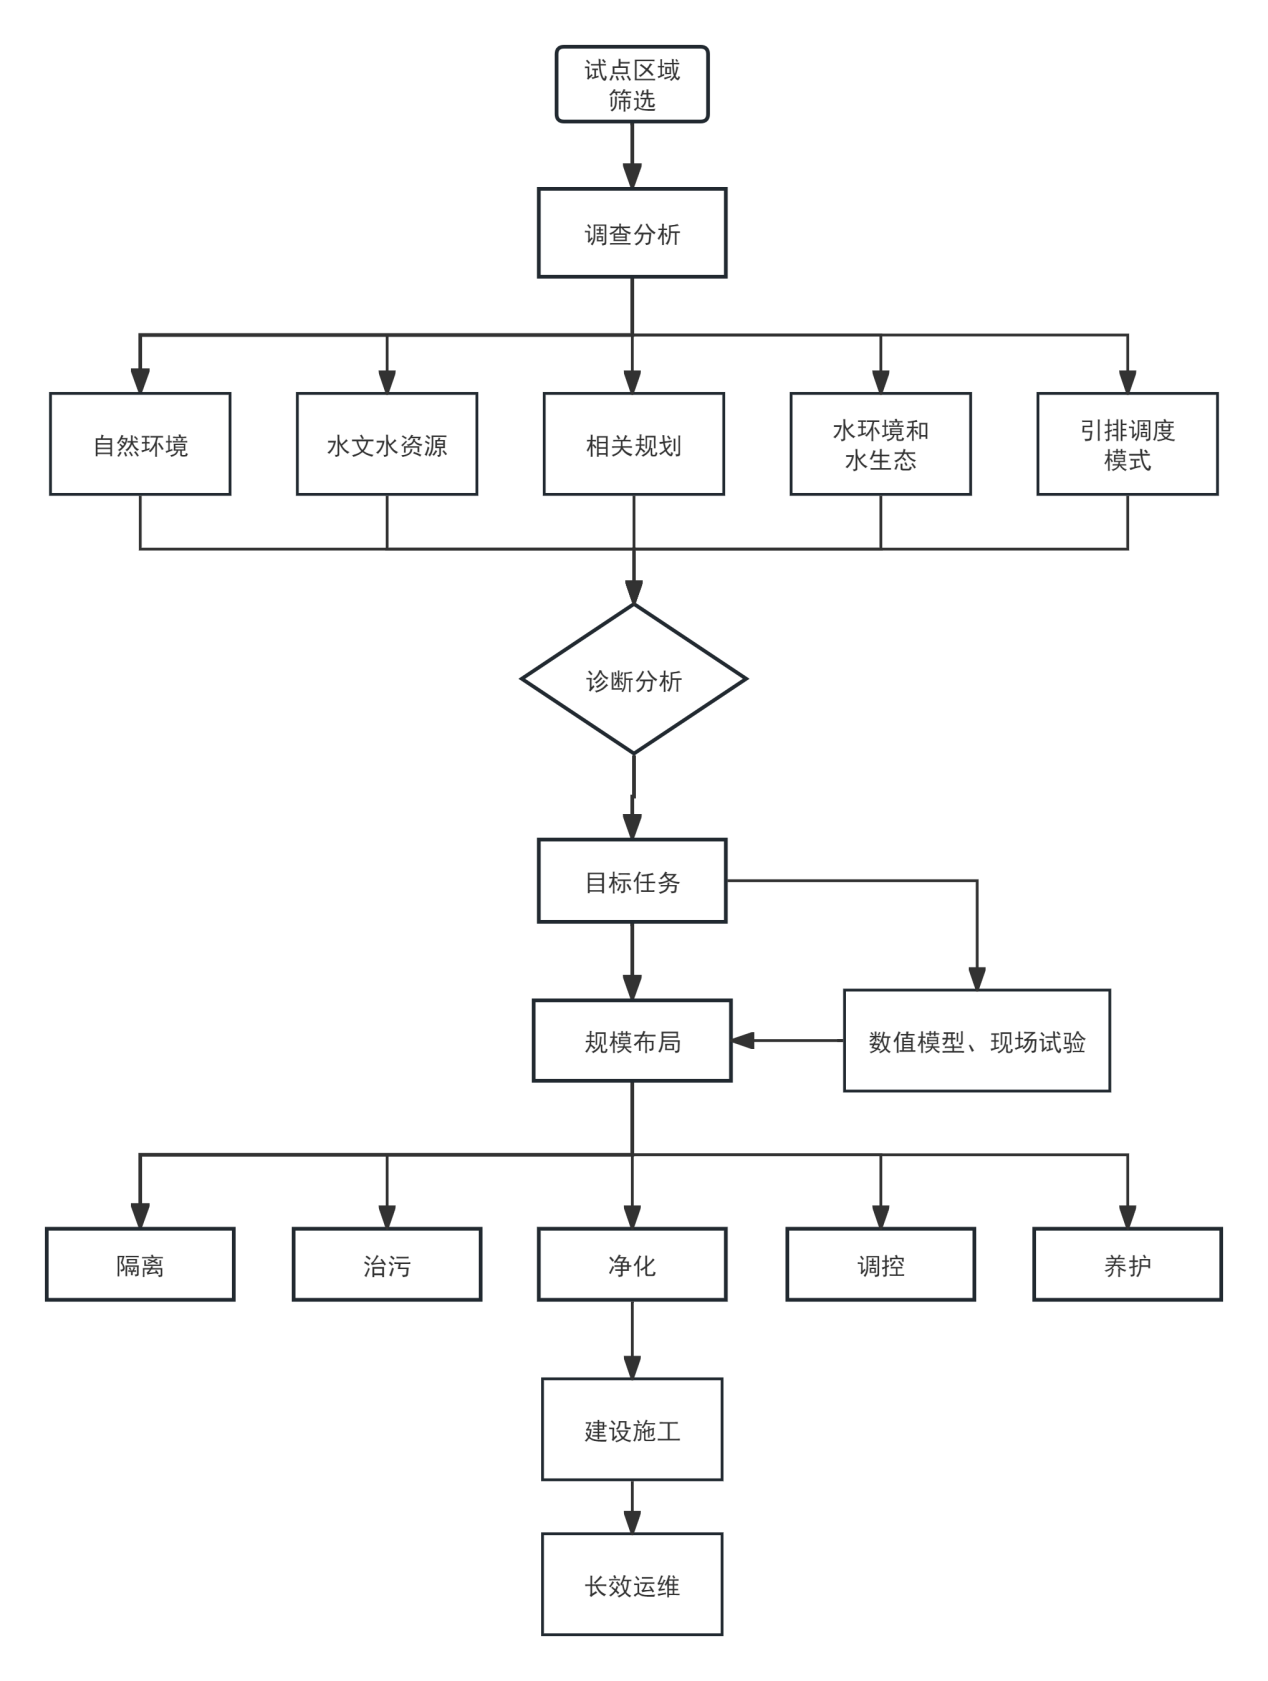 试点区域
筛选
调查分析
自然环境
水文水资源
相关规划
水环境和
水生态
引排调度
模式
诊断分析
目标任务
规模布局
数值模型、现场试验
隔离
治污
净化
调控
养护
建设施工
长效运维